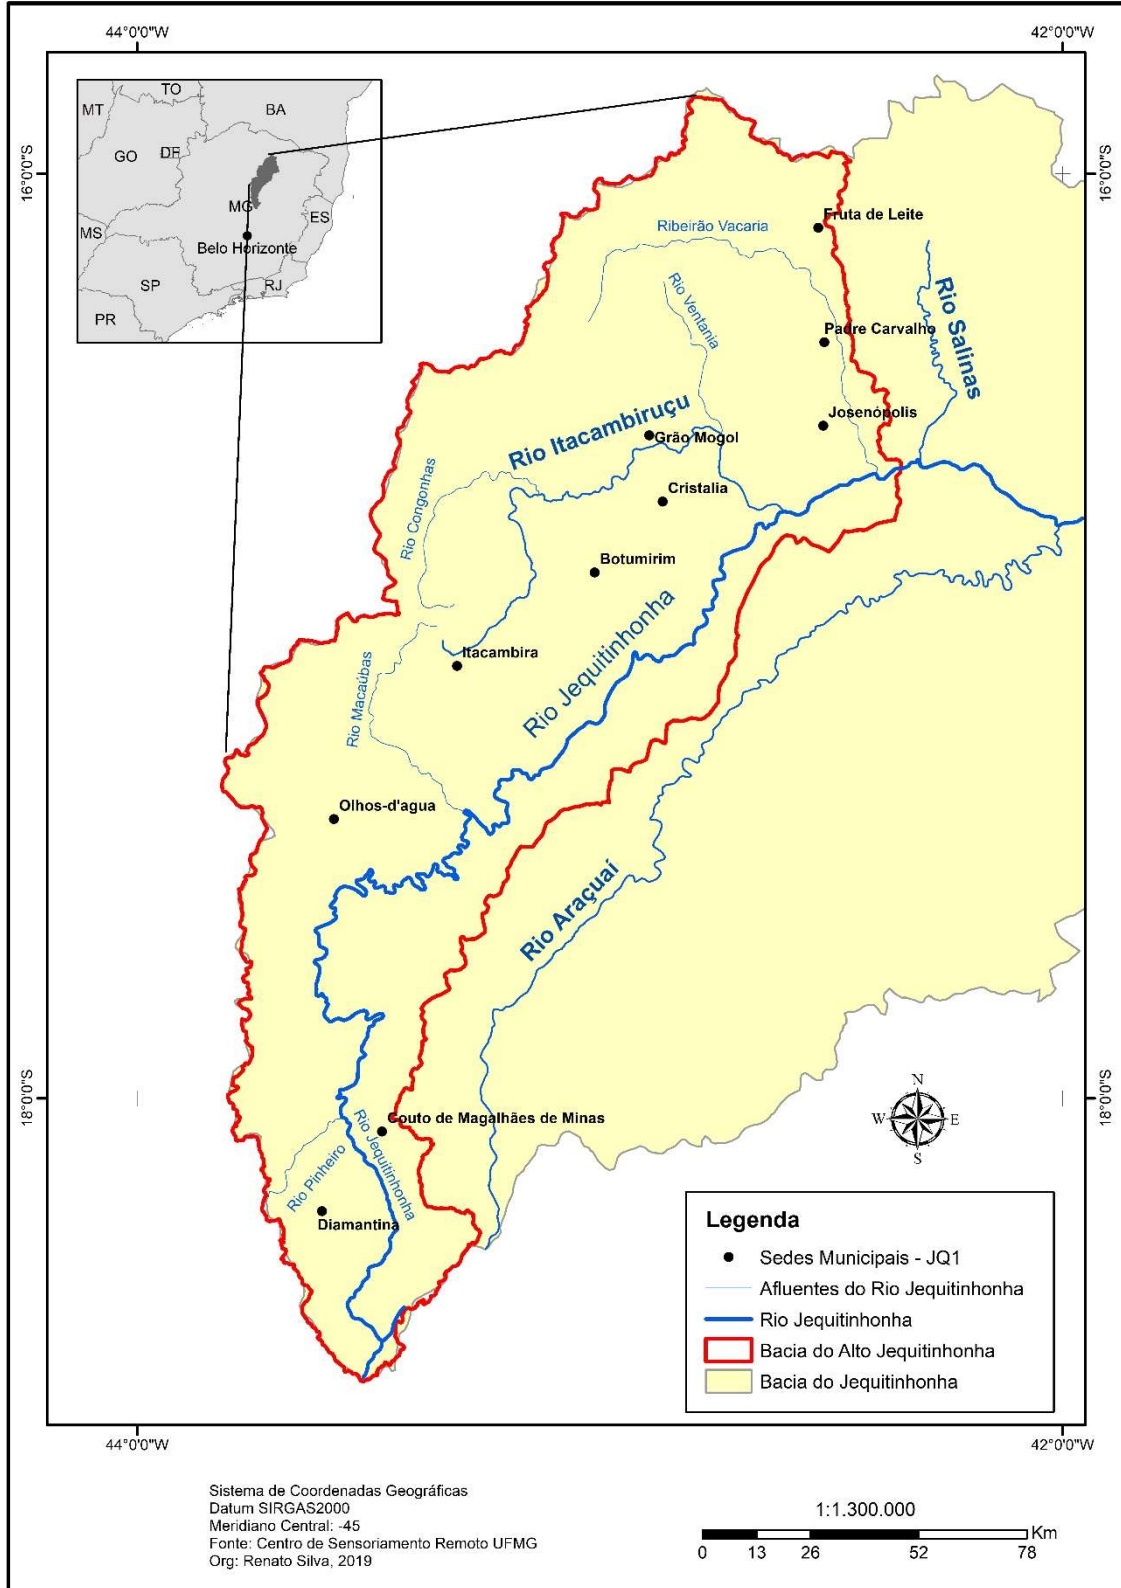 44°0'0"W
42°0'0"W
16°0'0"S
16°0'0"S
TO
MT
BA
GO
DF
MG
ES
MS
Belo Horizonte
SP
RJ
PR
Fruta de Leite
Ribeirão Vacaria
Rio Ventania
Rio Salinas
Padre Carvalho
Josenópolis
Rio Itacambiruçu
Grão Mogol
Cristalia
Rio Congonhas
Botumirim
Rio Jequitinhonha
Itacambira
Rio Macaúbas
Olhos-d'agua
Rio Araçuaí
18°0'0"S
18°0'0"S
Couto de Magalhães de Minas
Rio Jequitinhonha
Rio Pinheiro
Diamantina
N
W
E
S
Legenda
Sedes Municipais - JQ1
Afluentes do Rio Jequitinhonha
Rio Jequitinhonha
Bacia do Alto Jequitinhonha
Bacia do Jequitinhonha
44°0'0"W
42°0'0"W
Sistema de Coordenadas Geográficas
Datum SIRGAS2000
Meridiano Central: -45
Fonte: Centro de Sensoriamento Remoto UFMG
Org: Renato Silva, 2019
1:1.300.000
Km
0 13 26 52 78